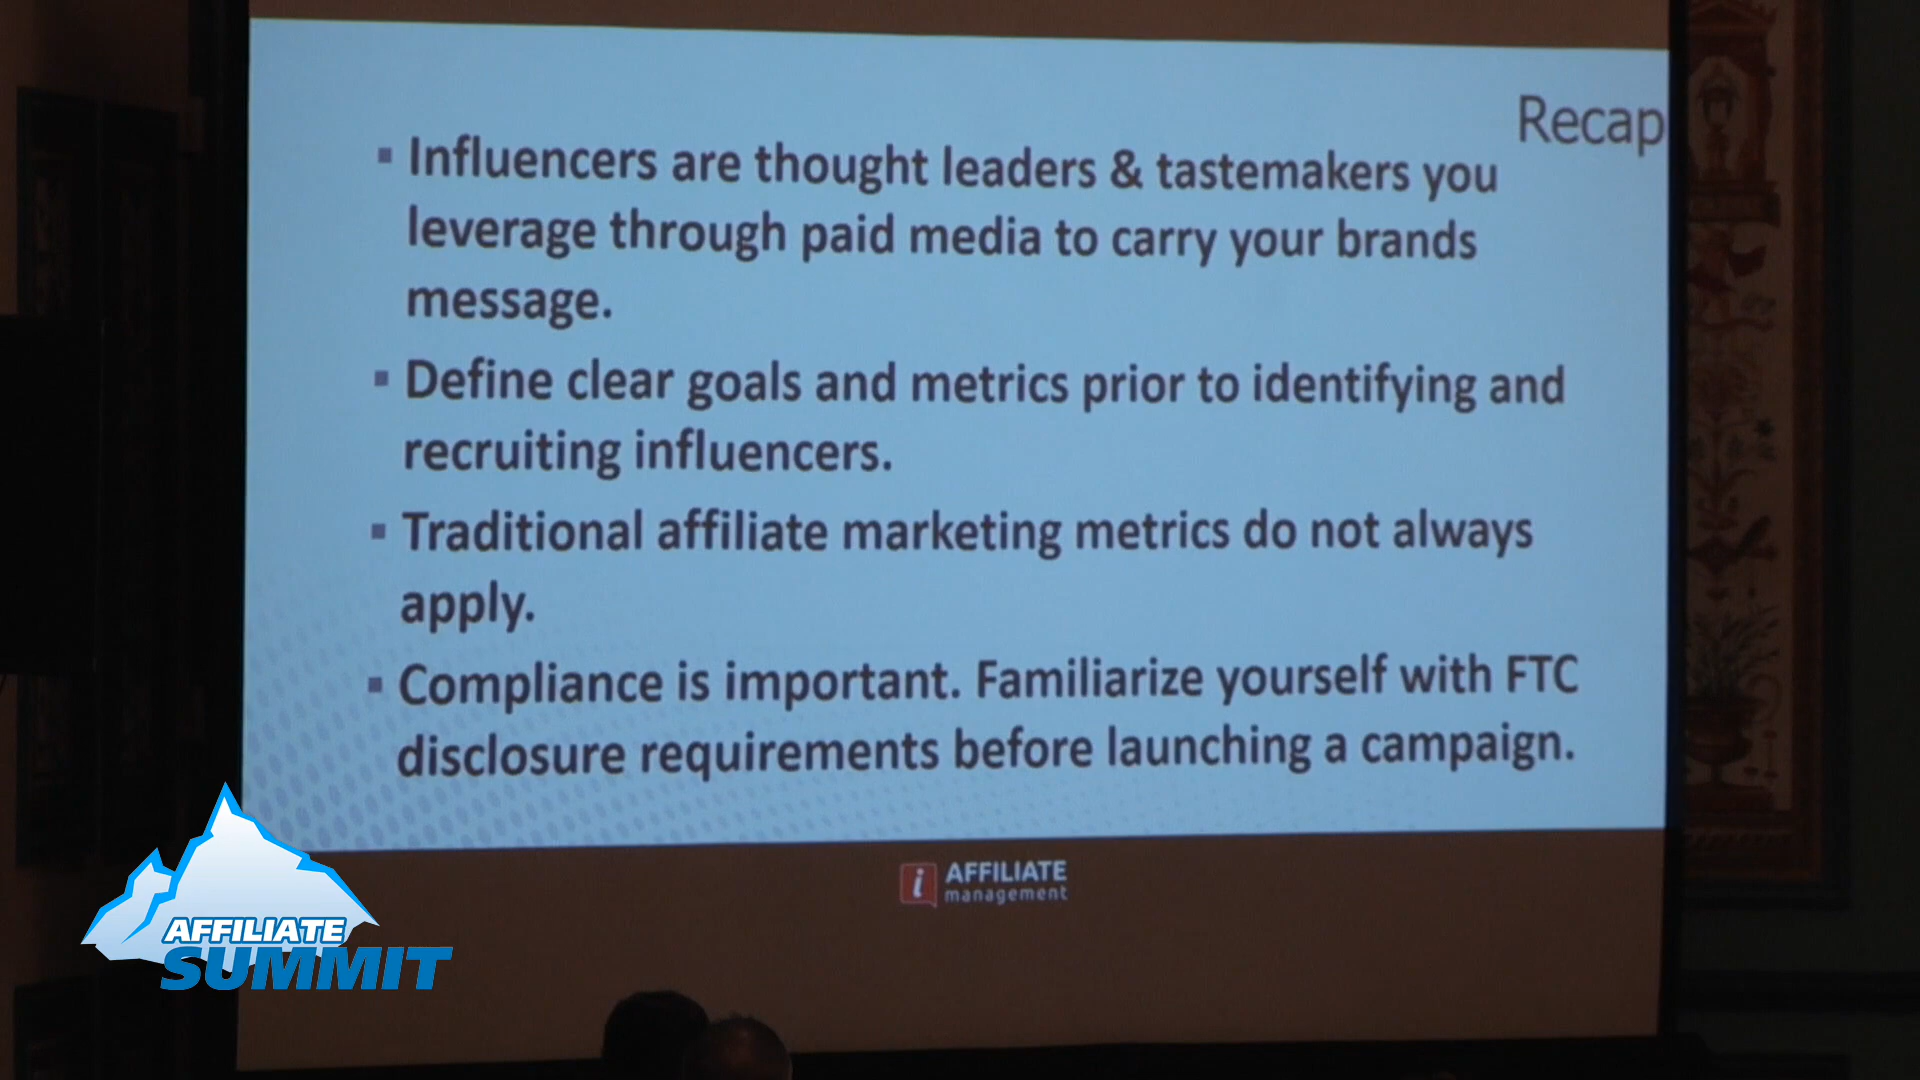 Recap
▪ Influencers are thought leaders & tastemakers you
leverage through paid media to carry your brands
message.
▪ Define clear goals and metrics prior to identifying and
recruiting influencers.
▪ Traditional affiliate marketing metrics do not always
apply.
▪ Compliance is important. Familiarize yourself with FTC
disclosure requirements before launching a campaign.
i AFFILIATE
management
AFFILIATE
SUMMIT